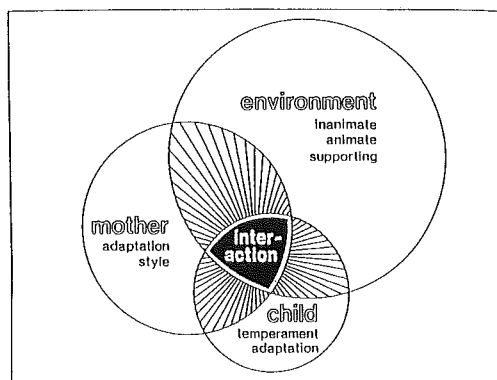 environment
inanimate
animate
supporting
mother
adaptation
style
Inter-
action
child
temperament
adaptation